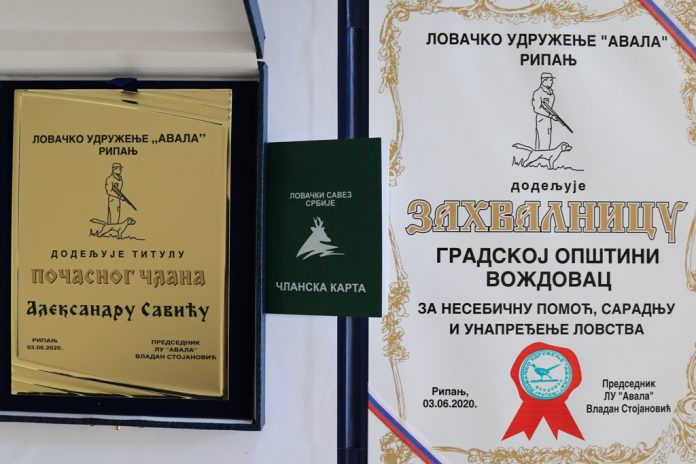 ЛОВАЧКО УДРУЖЕЊЕ „АВАЛА”
РИПАЊ
ДОДЕЉУЈЕ ТИТУЛУ
ПОЧАСНОГ ЧЛАНА
Александру Савићу
РИПАЊ
03.06.2020.
ПРЕДСЕДНИК
ЛУ "АВАЛА"
ВЛАДАН СТОЈАНОВИЋ
ЛОВАЧКИ САВЕЗ
СРБИЈЕ
ЧЛАНСКА КАРТА
ЛОВАЧКО УДРУЖЕЊЕ "АВАЛА"
РИПАЊ
додељује
ЗАХВАЛНИЦУ
ГРАДСКОЈ ОПШТИНИ
ВОЖДОВАЦ
ЗА НЕСЕБИЧНУ ПОМОЋ, САРАДЊУ
И УНАПРЕЂЕЊЕ ЛОВСТВА
Рипањ,
03.06.2020.
Председник
ЛУ "Авала"
Владан Стојановић